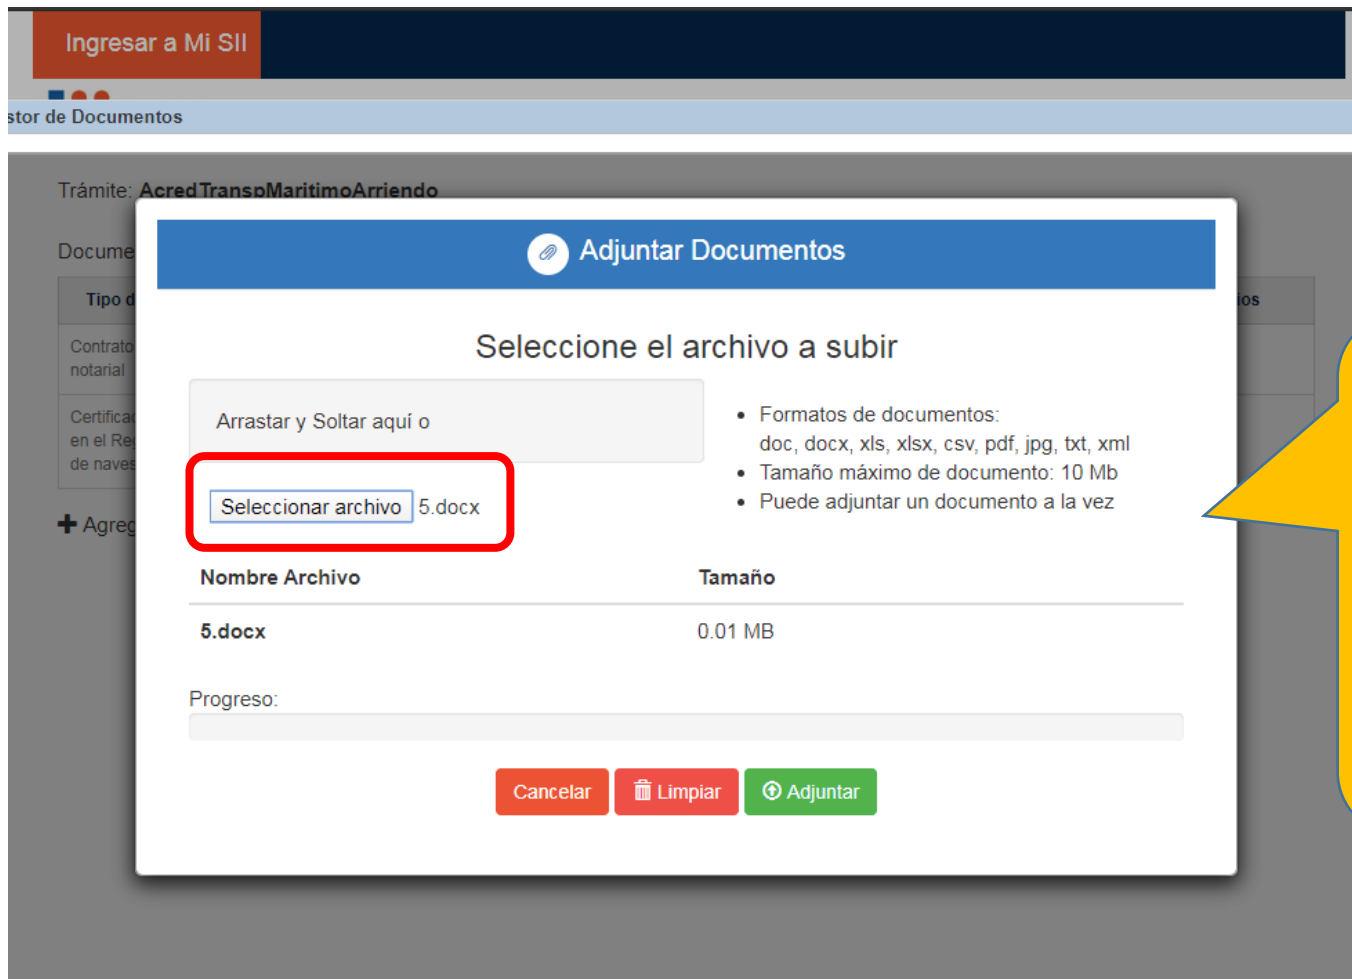 Ingresar a Mi SII
stor de Documentos
Trámite: AcredTranspMaritimoArriendo
Docume
Adjuntar Documentos
Tipo d
ios
Seleccione el archivo a subir
Contrato
notarial
Certifica
en el Re
de naves
Arrastar y Soltar aquí o
• Formatos de documentos:
doc, docx, xls, xlsx, csv, pdf, jpg, txt, xml
• Tamaño máximo de documento: 10 Mb
• Puede adjuntar un documento a la vez
Seleccionar archivo 5.docx
Agreg
Nombre Archivo Tamaño
5.docx 0.01 MB
Progreso:
Cancelar Limpiar Adjuntar